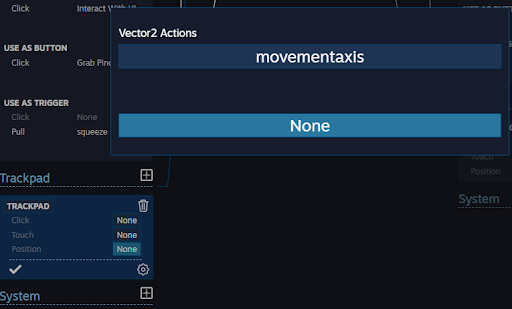 Click Interact With UI
Vector2 Actions
movementaxis
USE AS BUTTON
Click Grab Pinc
USE AS TRIGGER
Click None
Pull squeeze
None
Touch
Position
Trackpad
System
TRACKPAD
Click None
Touch None
Position None
System